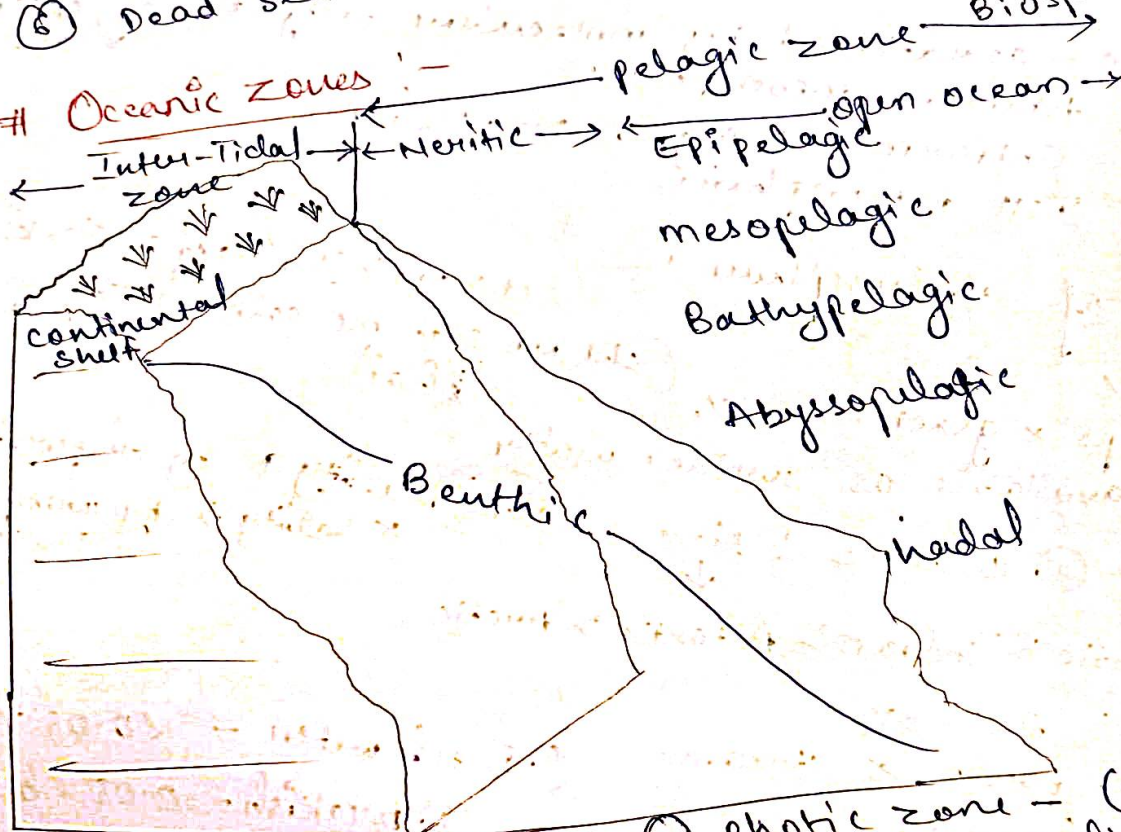 ⑥ Dead
pelagic zone
# Oceanic zones :-
open ocean
Inter-Tidal zone
Neritic
Epipelagic
mesopelagic
Bathypelagic
continental shelf
Abyssopelagic
Benthic
hadal
photic zone -